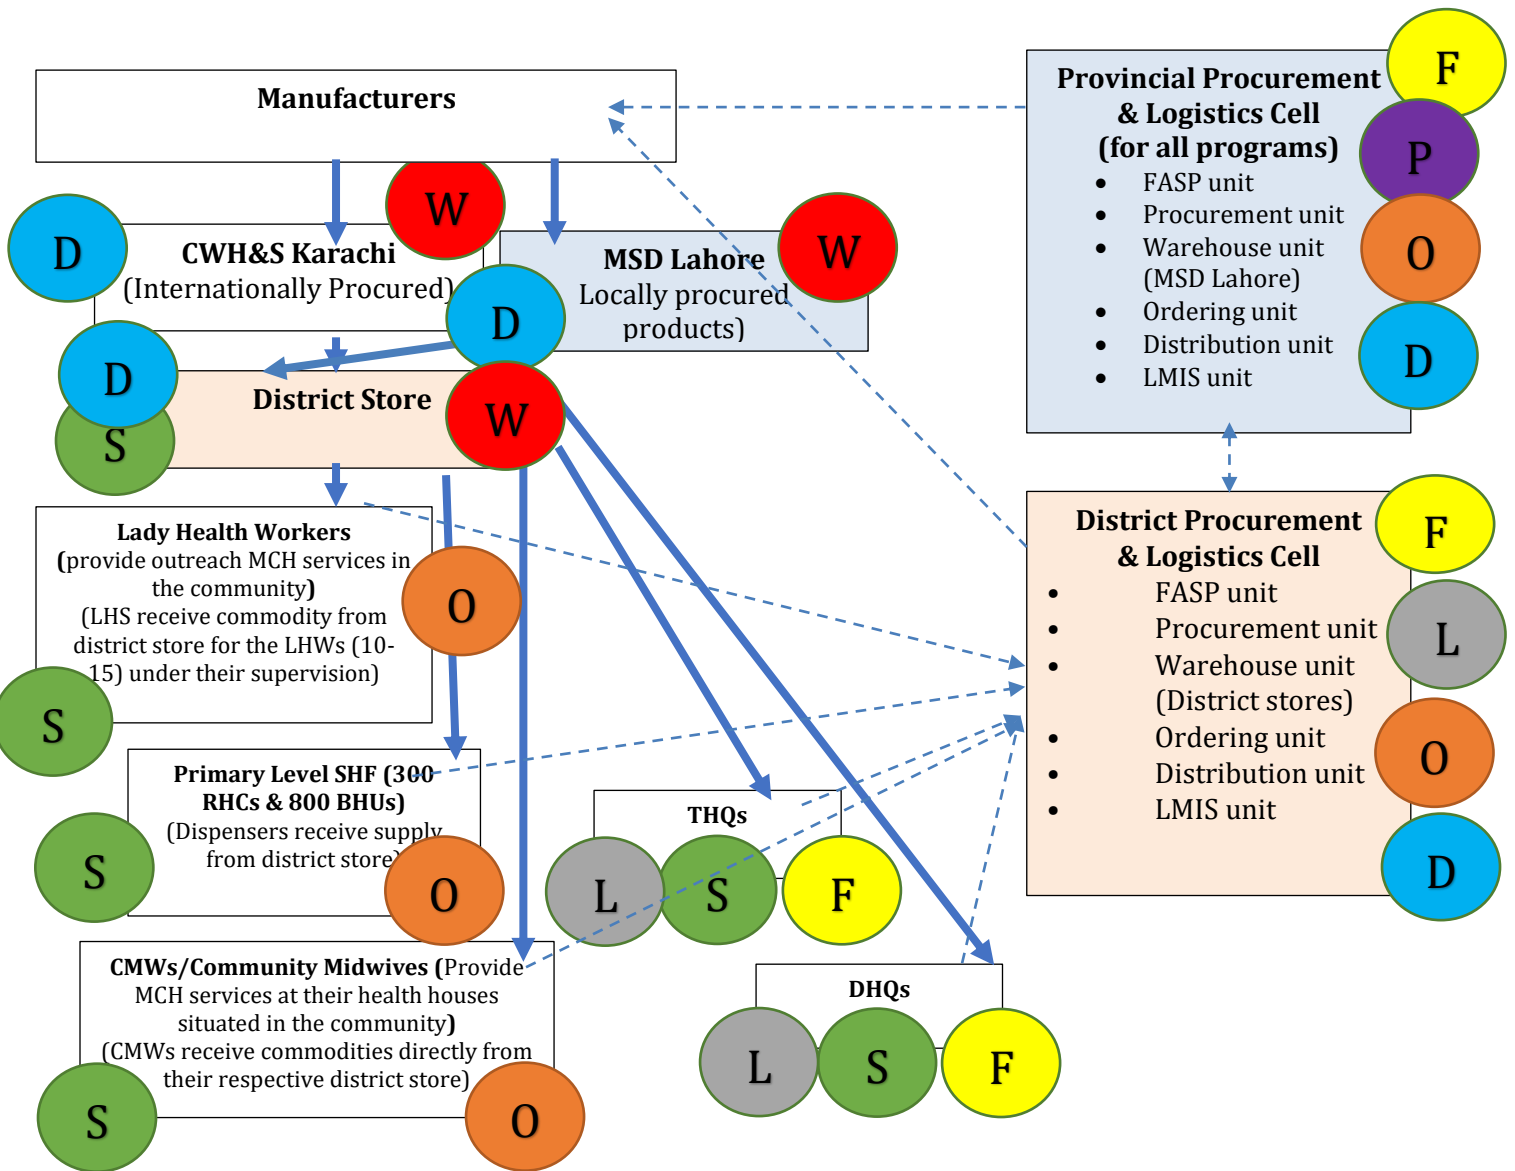 Manufacturers
W
D
CWH&S Karachi
(Internationally Procured)
W
MSD Lahore
Locally procured
products)
D
D
S
District Store
W
Lady Health Workers
(provide outreach MCH services in
the community)
(LHS receive commodity from
district store for the LHWs (10-
15) under their supervision)
O
S
Primary Level SHF (300
RHCs & 800 BHUs)
(Dispensers receive supply
from district store)
S
O
CMWs/Community Midwives (Provide
MCH services at their health houses
situated in the community)
(CMWs receive commodities directly from
their respective district store)
S
O
THQs
L
S
F
DHQs
L
S
F
Provincial Procurement
& Logistics Cell
(for all programs)
• FASP unit
• Procurement unit
• Warehouse unit
(MSD Lahore)
• Ordering unit
• Distribution unit
• LMIS unit
F
P
O
D
District Procurement
& Logistics Cell
• FASP unit
• Procurement unit
• Warehouse unit
(District stores)
• Ordering unit
• Distribution unit
• LMIS unit
F
L
O
D